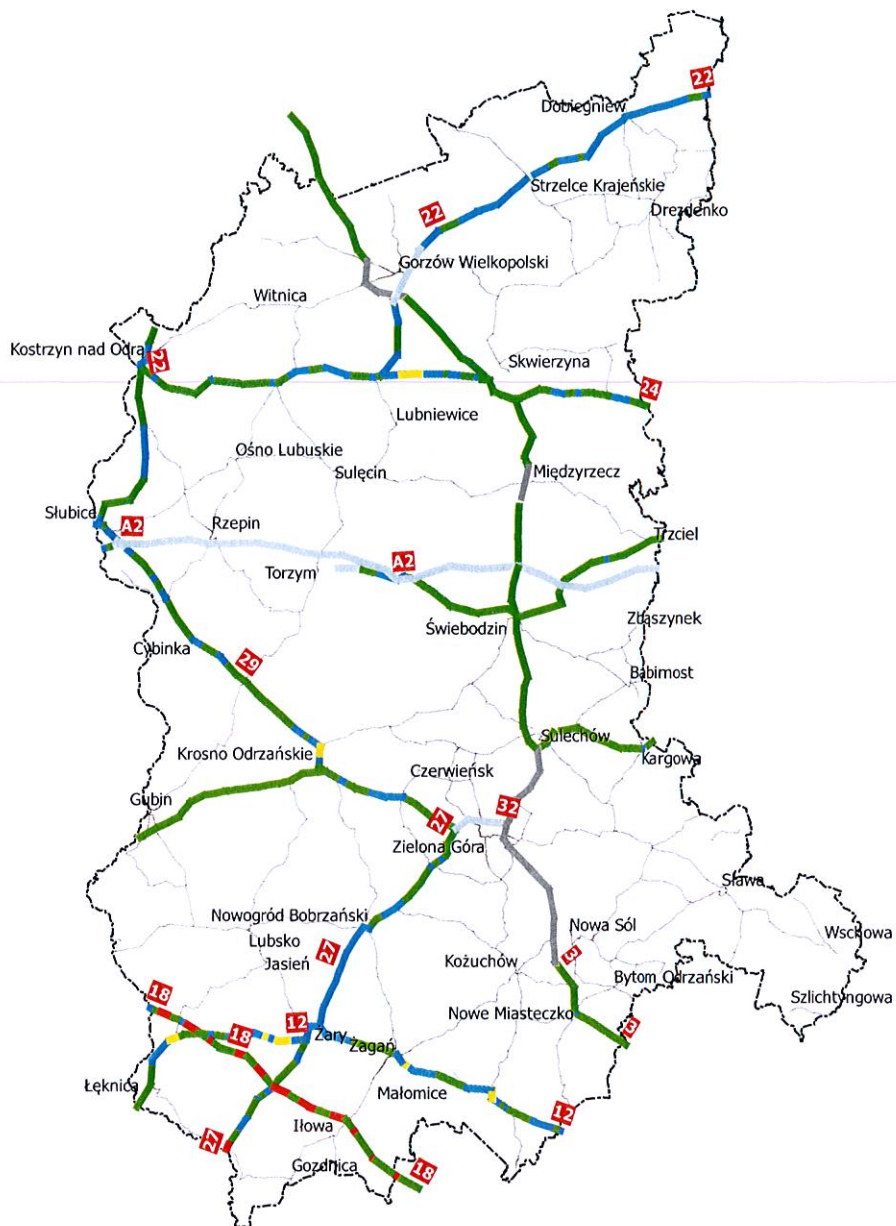 22
Dobiegniew
Strzelce Krajeńskie
22
Drezdenko
Gorzów Wielkopolski
Witnica
Kostrzyn nad Odrą
22
Skwierzyna
24
Lubniewice
Ośno Lubuskie
Sulęcin
Międzyrzecz
Słubice
A2
Rzepin
Trzciel
Torzym
A2
Zbąszynek
Świebodzin
Cybinka
29
Babimost
Sulechów
Krosno Odrzańskie
Kargowa
Czerwieńsk
Gubin
32
27
Zielona Góra
Sława
Nowogród Bobrzański
Nowa Sól
Wschowa
Lubsko
27
Jasień
Kożuchów
3
Bytom Odrzański
Szlichtyngowa
18
Nowe Miasteczko
12
18
Żary
Żagań
3
Łęknica
Małomice
12
Iłowa
27
Gozdnica
18